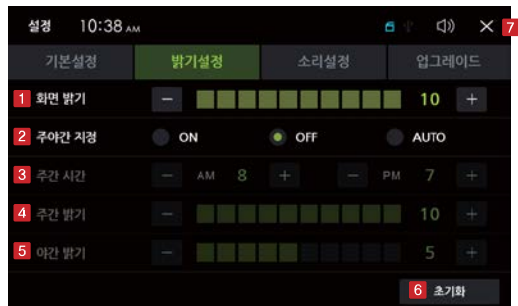 설정 10:38 AM 7
기본설정 밝기설정 소리설정 업그레이드
1 화면 밝기 − 10 +
2 주야간 지정 ON OFF AUTO
3 주간 시간 − AM 8 + − PM 7 +
4 주간 밝기 − 10 +
5 야간 밝기 − 5 +
6 초기화